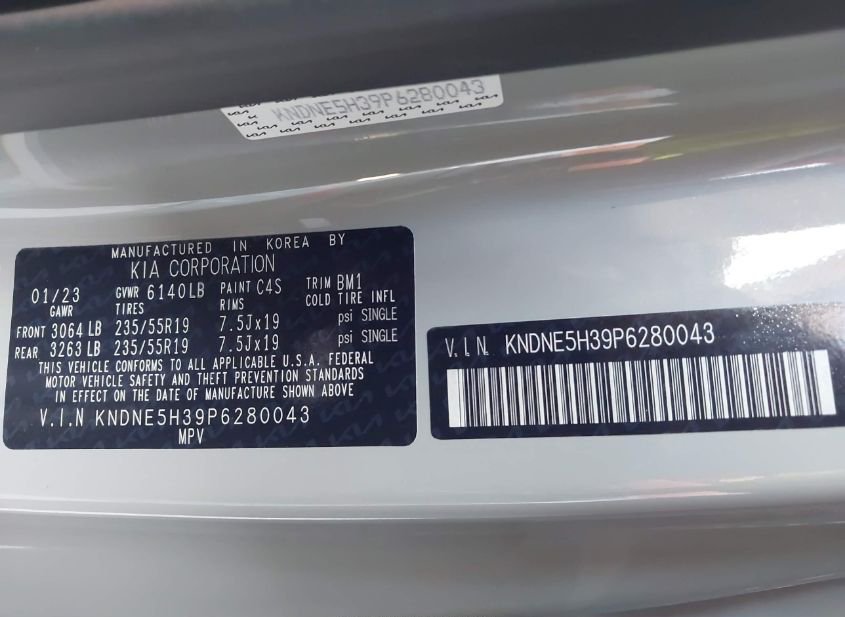 KNDNE5H39P6280043
MANUFACTURED IN KOREA BY
KIA CORPORATION
01/23 GVWR 6140LB PAINT C4S TRIM BM1
GAWR TIRES RIMS COLD TIRE INFL
FRONT 3064 LB 235/55R19 7.5Jx19 psi SINGLE
REAR 3263 LB 235/55R19 7.5Jx19 psi SINGLE
THIS VEHICLE CONFORMS TO ALL APPLICABLE U.S.A. FEDERAL
MOTOR VEHICLE SAFETY AND THEFT PREVENTION STANDARDS
IN EFFECT ON THE DATE OF MANUFACTURE SHOWN ABOVE
V.I.N KNDNE5H39P6280043
MPV
V.I.N. KNDNE5H39P6280043